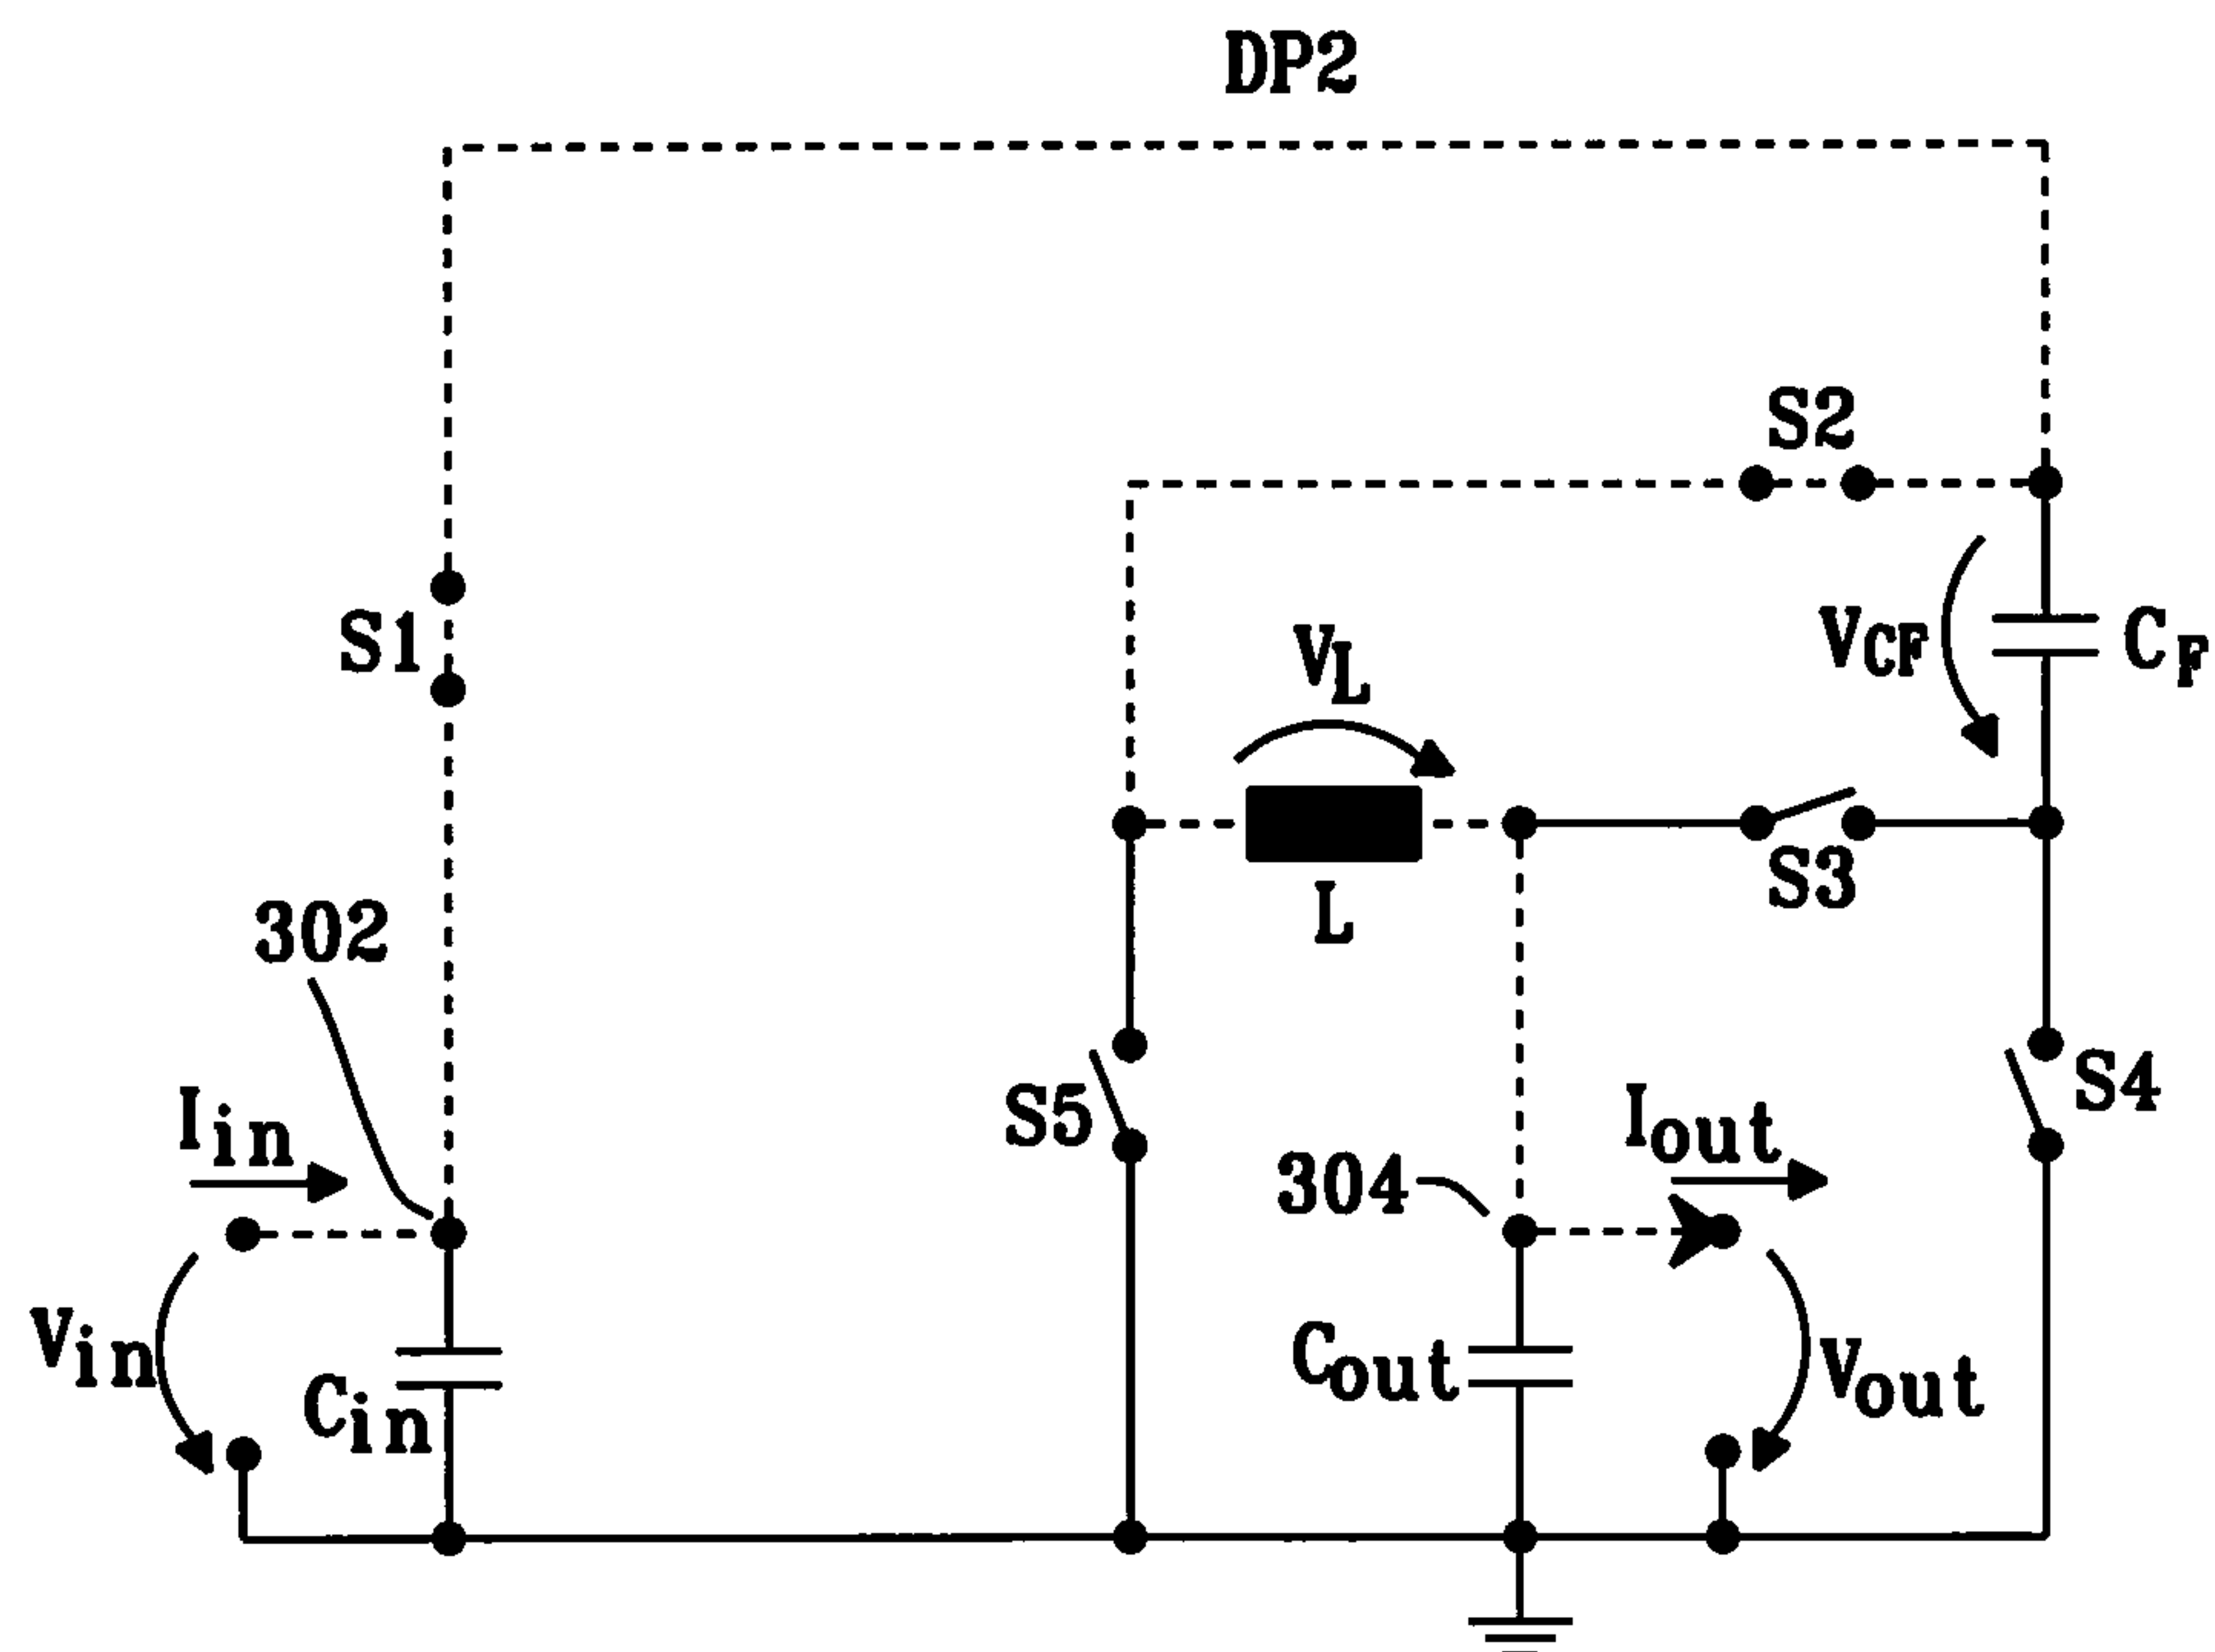 DP2
S2
S1
VL
VCF
CF
S3
L
302
Iin
S5
304
Iout
S4
Vin
Cin
Cout
Vout